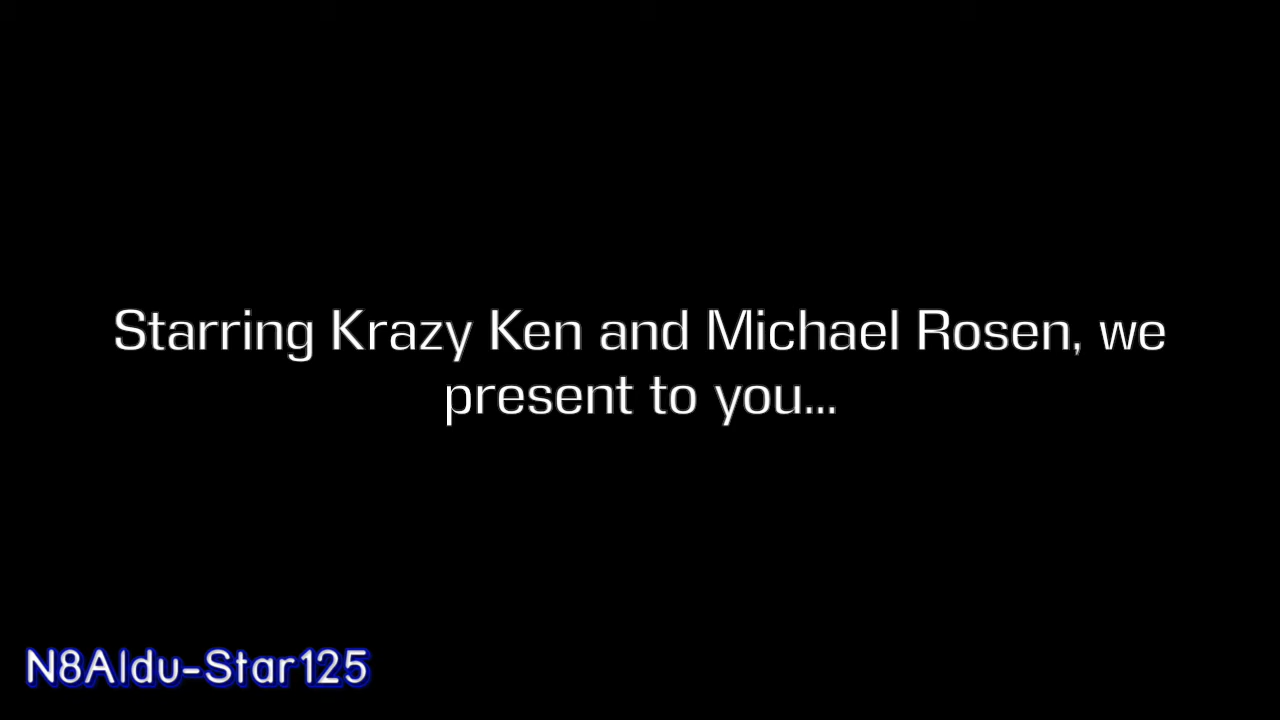 Starring Krazy Ken and Michael Rosen, we
present to you...
N8Aldu-Star125